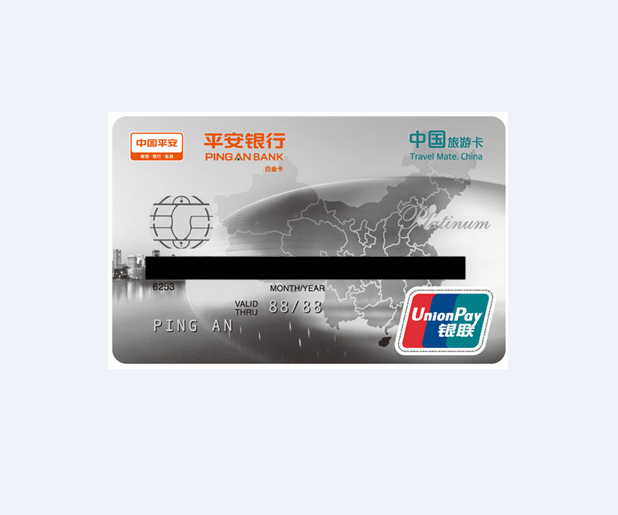 中国平安
保险·银行·投资
平安银行
PING AN BANK
白金卡
中国旅游卡
Travel Mate. China
Platinum
6253
MONTH/YEAR
VALID THRU 88/88
PING AN
UnionPay
银联